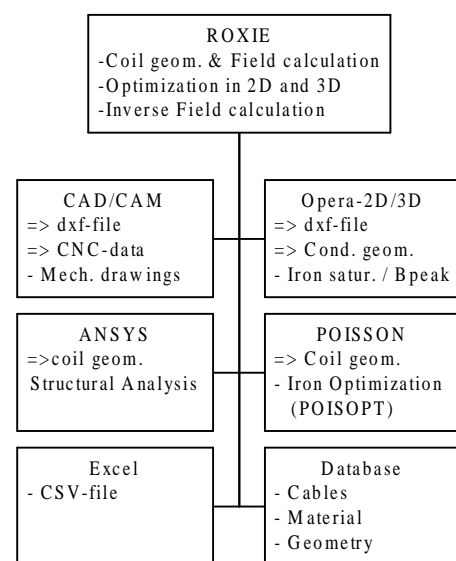 ROXIE
-Coil geom. & Field calculation
-Optimization in 2D and 3D
-Inverse Field calculation
CAD/CAM
=> dxf-file
=> CNC-data
- Mech. drawings
Opera-2D/3D
=> dxf-file
=> Cond. geom.
- Iron satur. / Bpeak
ANSYS
=>coil geom.
Structural Analysis
POISSON
=> Coil geom.
- Iron Optimization
(POISOPT)
Excel
- CSV-file
Database
- Cables
- Material
- Geometry